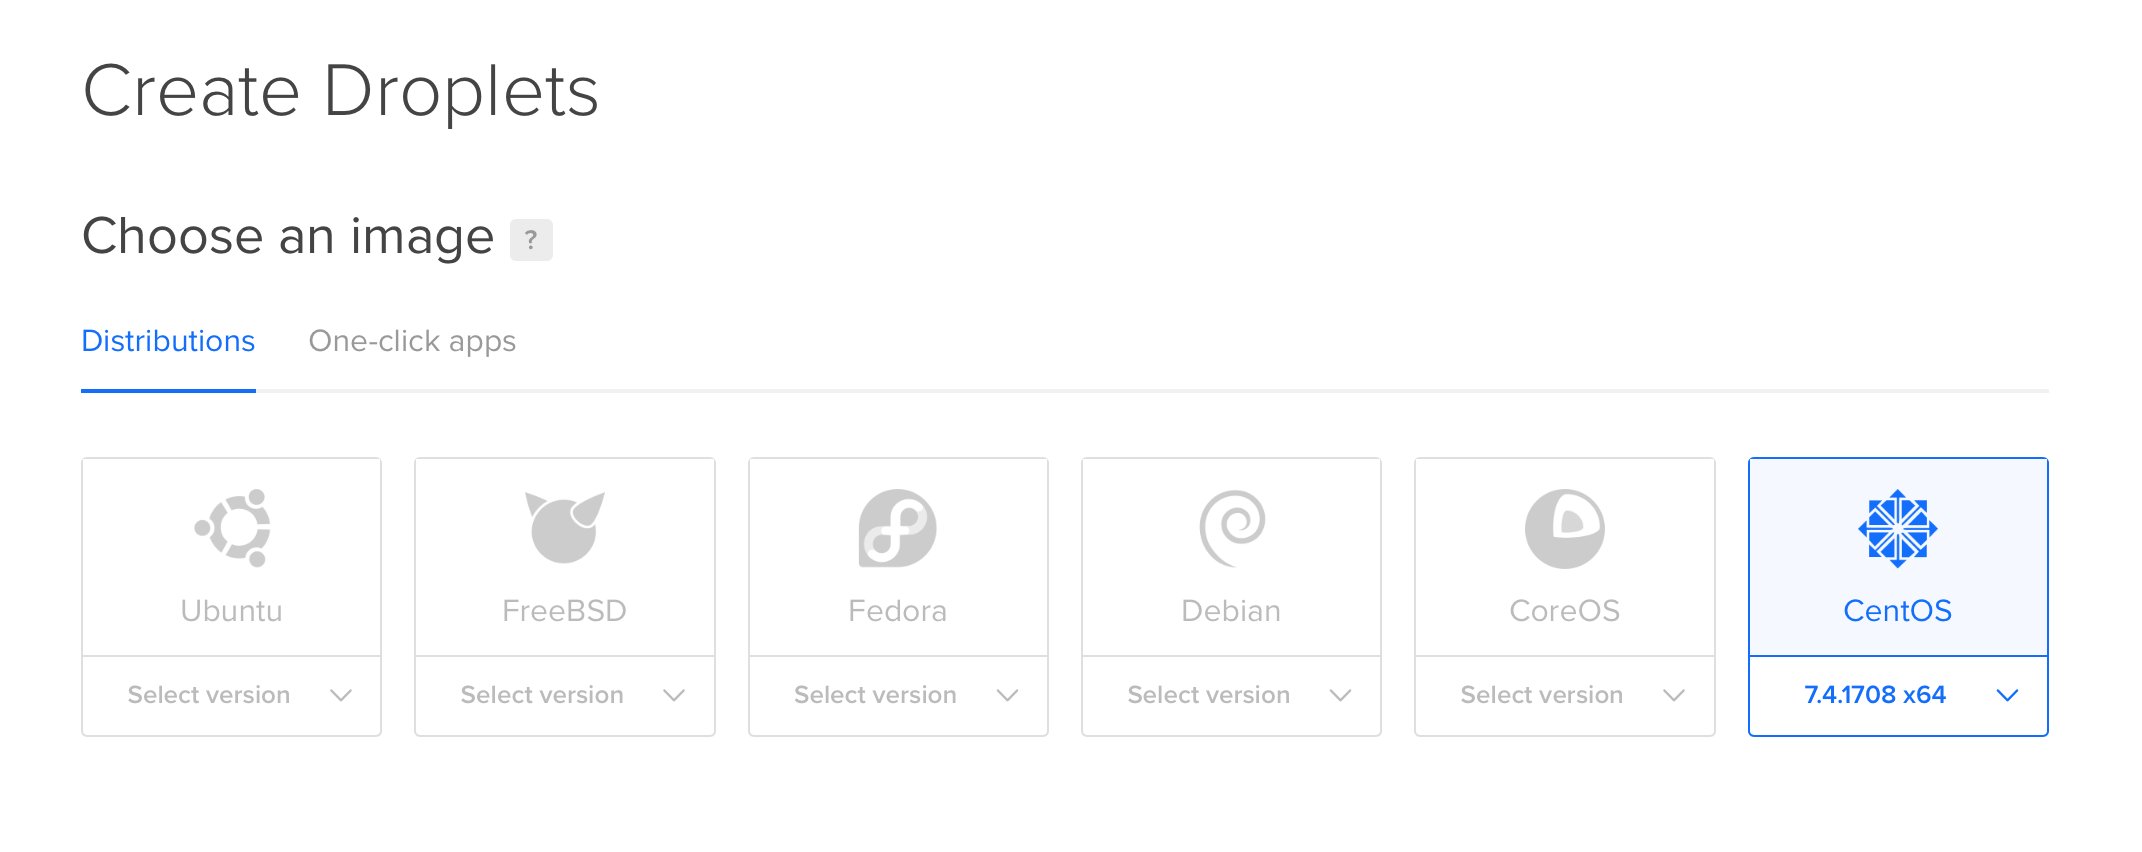 Create Droplets
Choose an image ?
Distributions One-click apps
Ubuntu FreeBSD Fedora Debian CoreOS CentOS
Select version Select version Select version Select version Select version 7.4.1708 x64